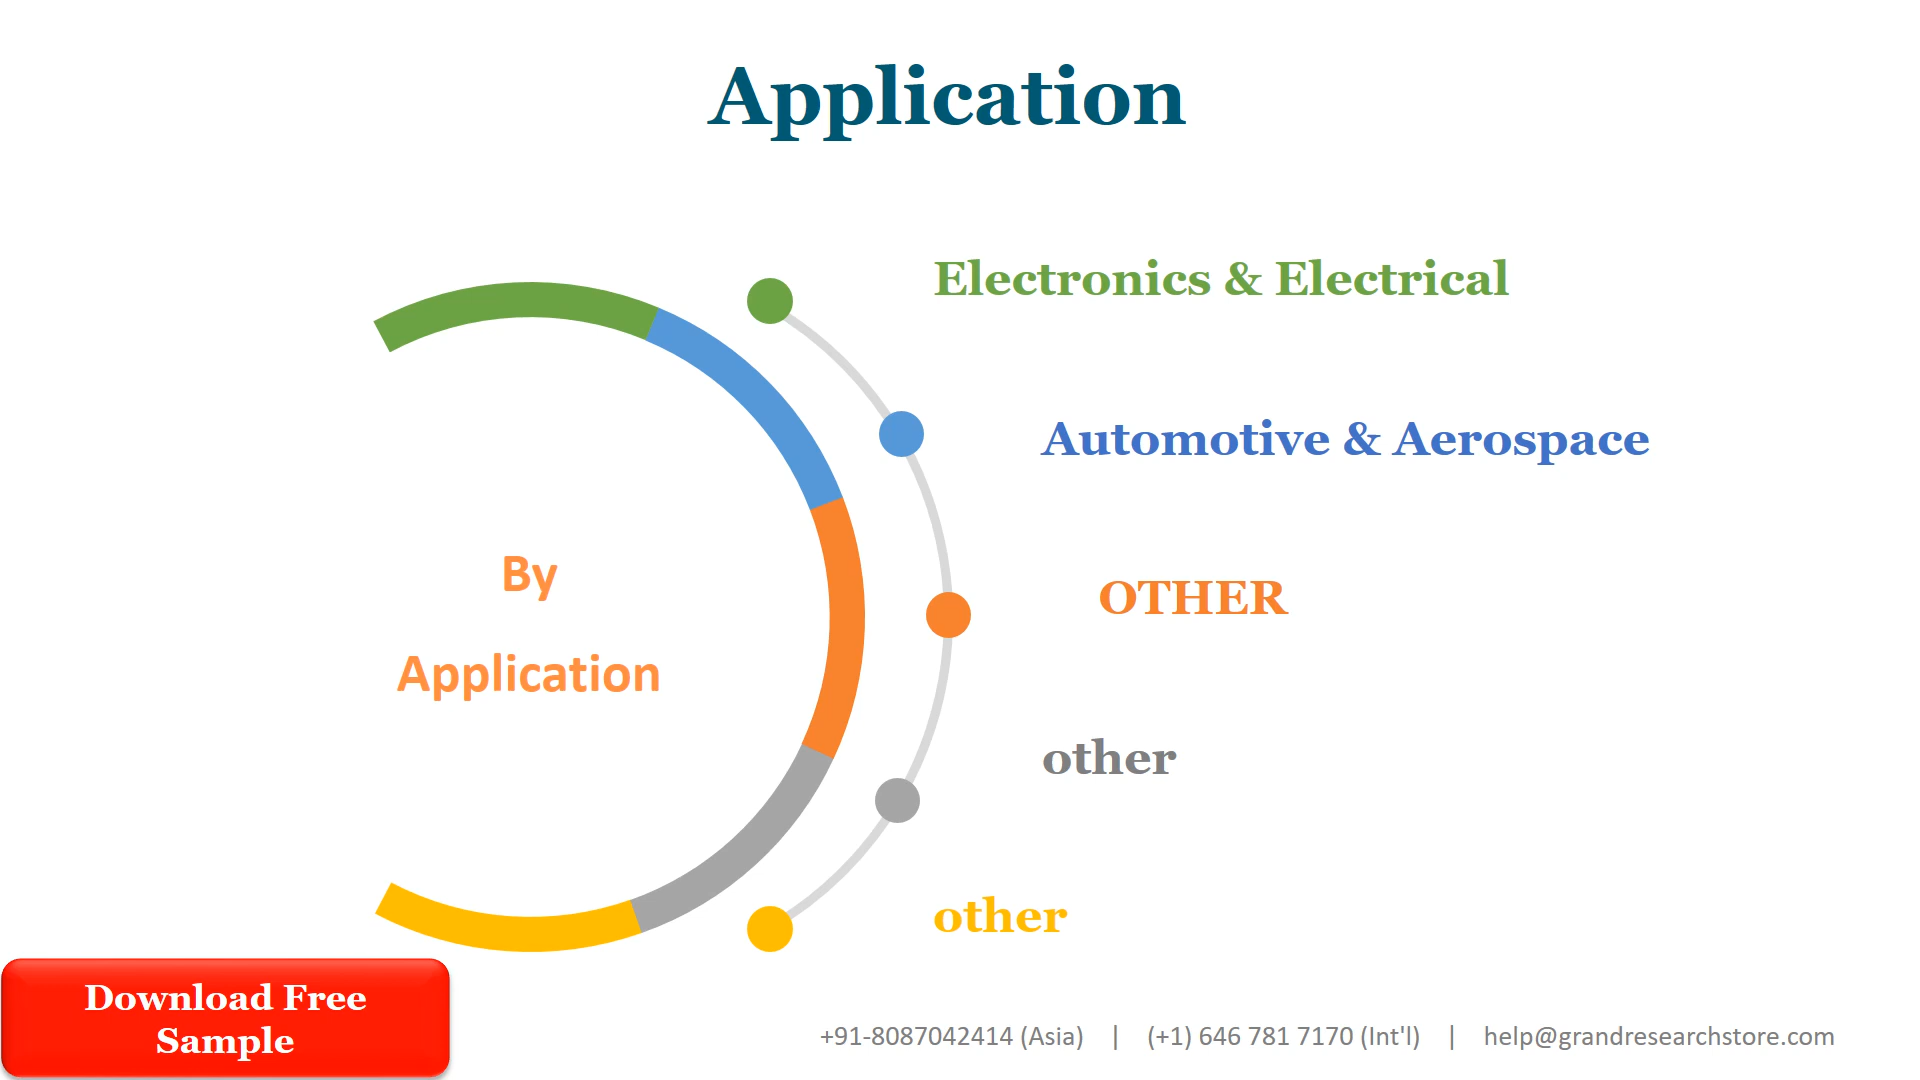 Application
Electronics & Electrical
Automotive & Aerospace
By
Application
OTHER
other
other
Download Free
Sample
+91-8087042414 (Asia) | (+1) 646 781 7170 (Int'l) | help@grandresearchstore.com